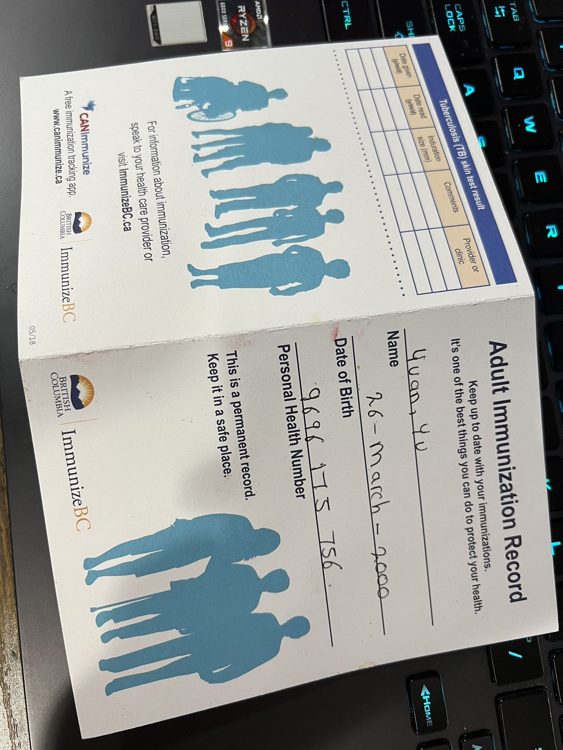 Adult Immunization Record
Keep up to date with your immunizations.
It's one of the best things you can do to protect your health.
Yuan, Yu
Name
26 - March - 2000
Date of Birth
9696 175 756.
Personal Health Number
This is a permanent record.
Keep it in a safe place.
BRITISH
COLUMBIA
ImmunizeBC
Tuberculosis (TB) skin test result
Date given
(y/m/d)
Date read
(y/m/d)
Induration
size (mm)
Comments
Provider or
clinic
For information about immunization,
speak to your health care provider or
visit ImmunizeBC.ca
CANImmunize
A free immunization tracking app.
www.canimmunize.ca
BRITISH
COLUMBIA
ImmunizeBC
05/18
AMD
RYZEN
9
CTRL
CAPS
LOCK
TAB
A
Q
W
E
R
HOME